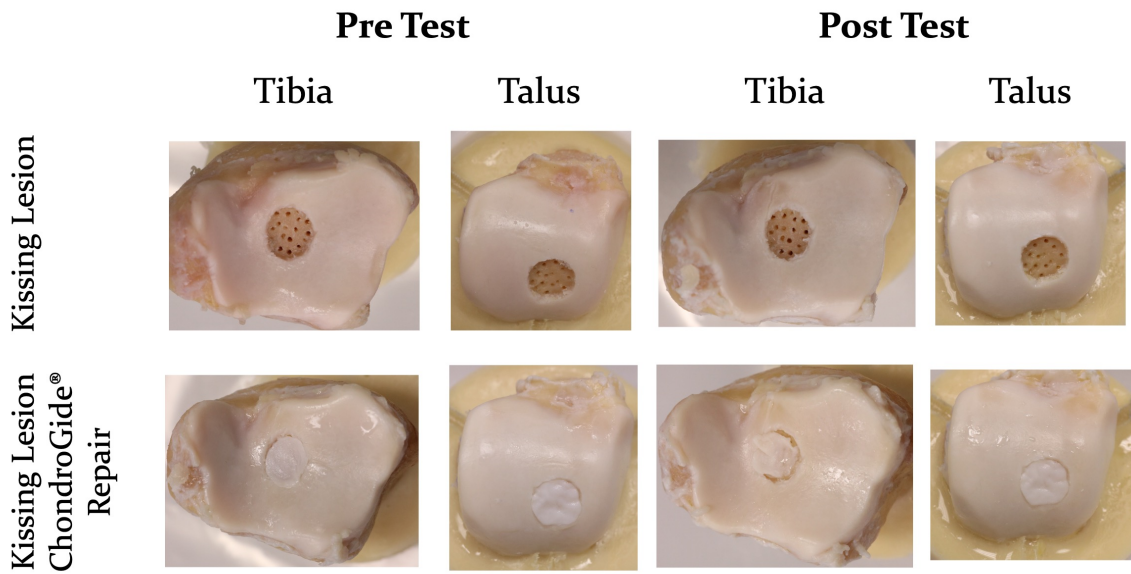 Pre Test
Post Test
Tibia
Talus
Tibia
Talus
Kissing Lesion
Kissing Lesion
ChondroGide®
Repair